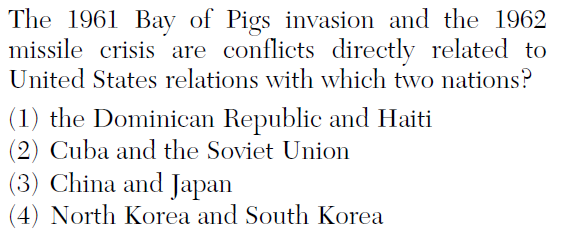 The 1961 Bay of Pigs invasion and the 1962
missile crisis are conflicts directly related to
United States relations with which two nations?
(1) the Dominican Republic and Haiti
(2) Cuba and the Soviet Union
(3) China and Japan
(4) North Korea and South Korea